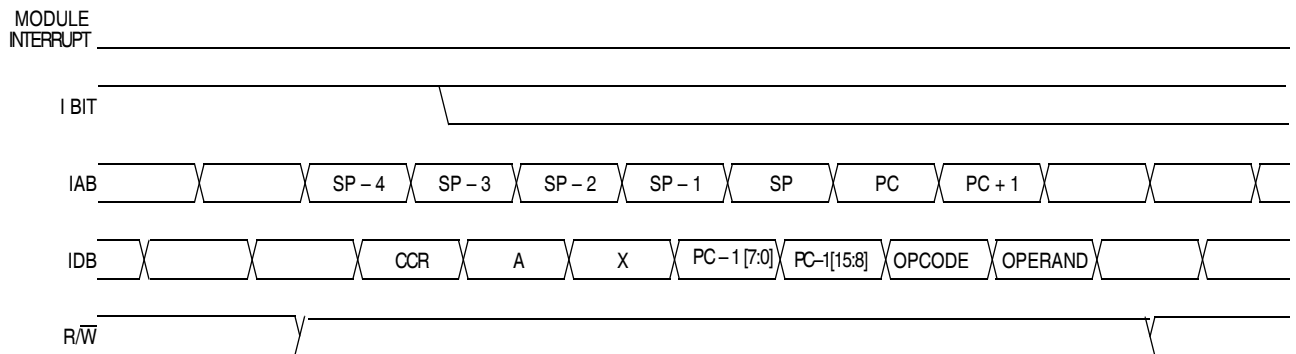 MODULE
INTERRUPT
I BIT
IAB SP – 4 SP – 3 SP – 2 SP – 1 SP PC PC + 1
IDB CCR A X PC – 1 [7:0] PC–1[15:8] OPCODE OPERAND
R/W̅